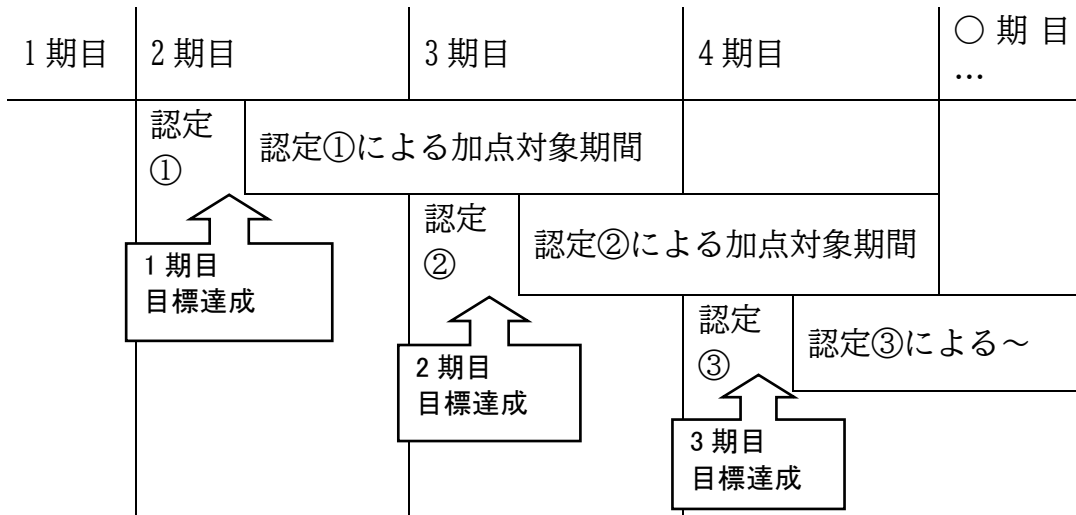 1期目
2期目
3期目
4期目
○期目
…
認定
①
認定①による加点対象期間
1期目
目標達成
認定
②
認定②による加点対象期間
2期目
目標達成
認定
③
認定③による～
3期目
目標達成